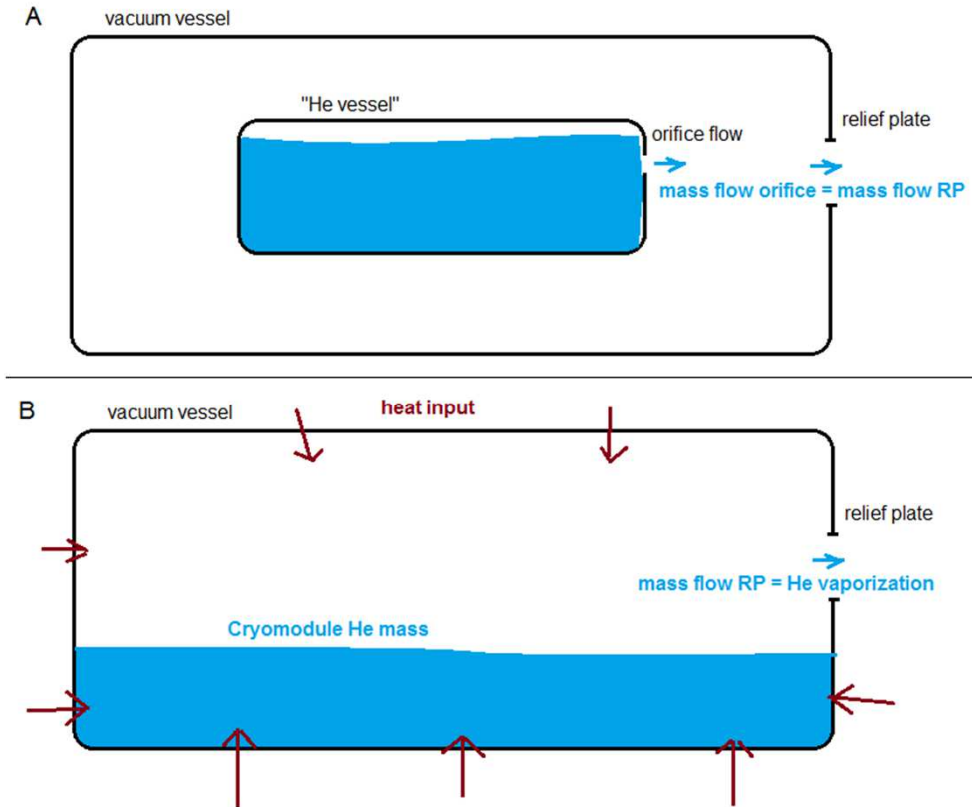 A
vacuum vessel
"He vessel"
orifice flow
relief plate
mass flow orifice = mass flow RP
B
vacuum vessel
heat input
relief plate
mass flow RP = He vaporization
Cryomodule He mass